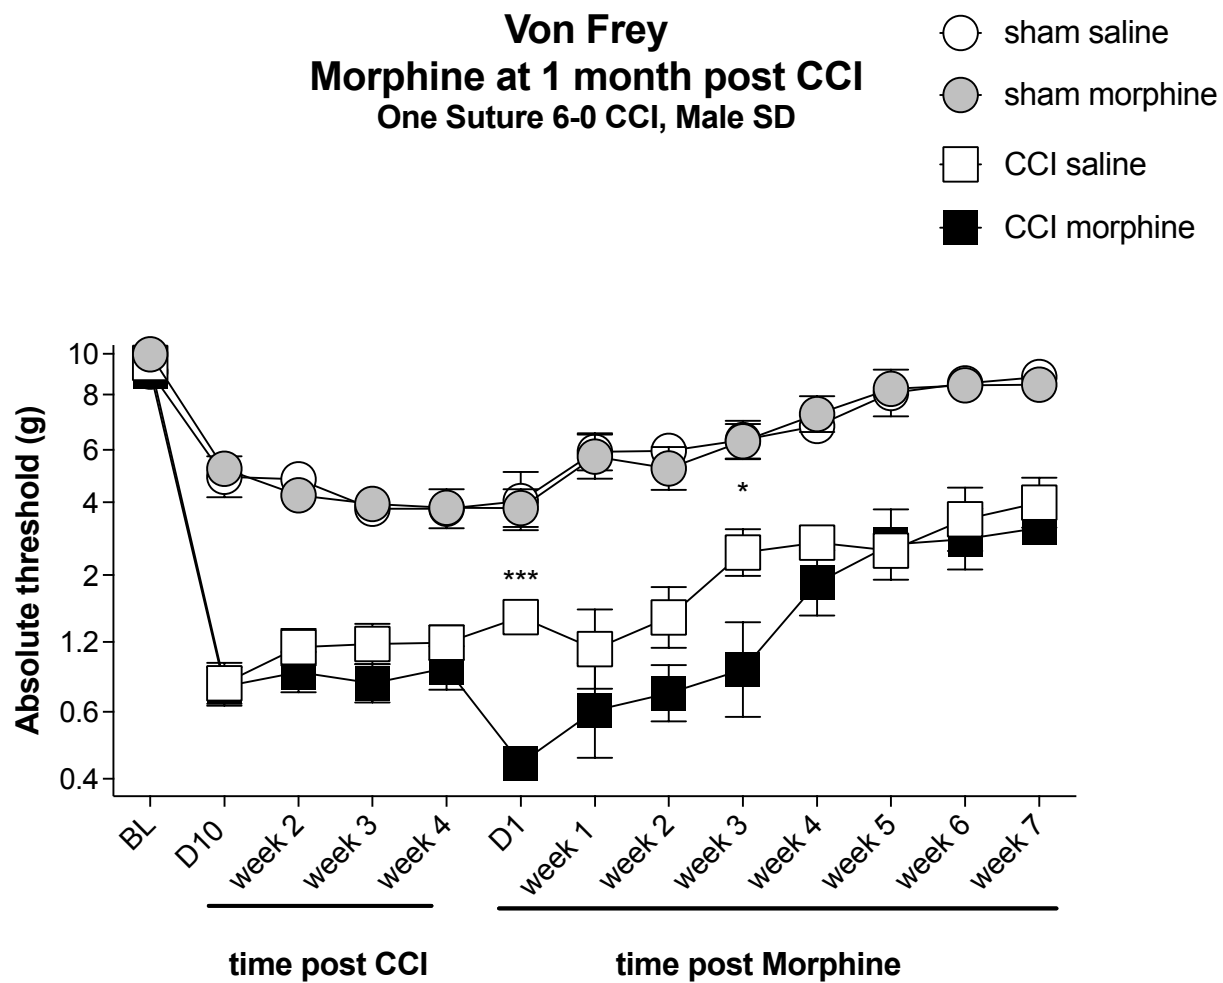 Von Frey
Morphine at 1 month post CCI
One Suture 6-0 CCI, Male SD
sham saline
sham morphine
CCI saline
CCI morphine
Absolute threshold (g)
10
8
6
4
2
1.2
0.6
0.4
*
***
BL
D10
week 2
week 3
week 4
D1
week 1
week 2
week 3
week 4
week 5
week 6
week 7
time post CCI
time post Morphine